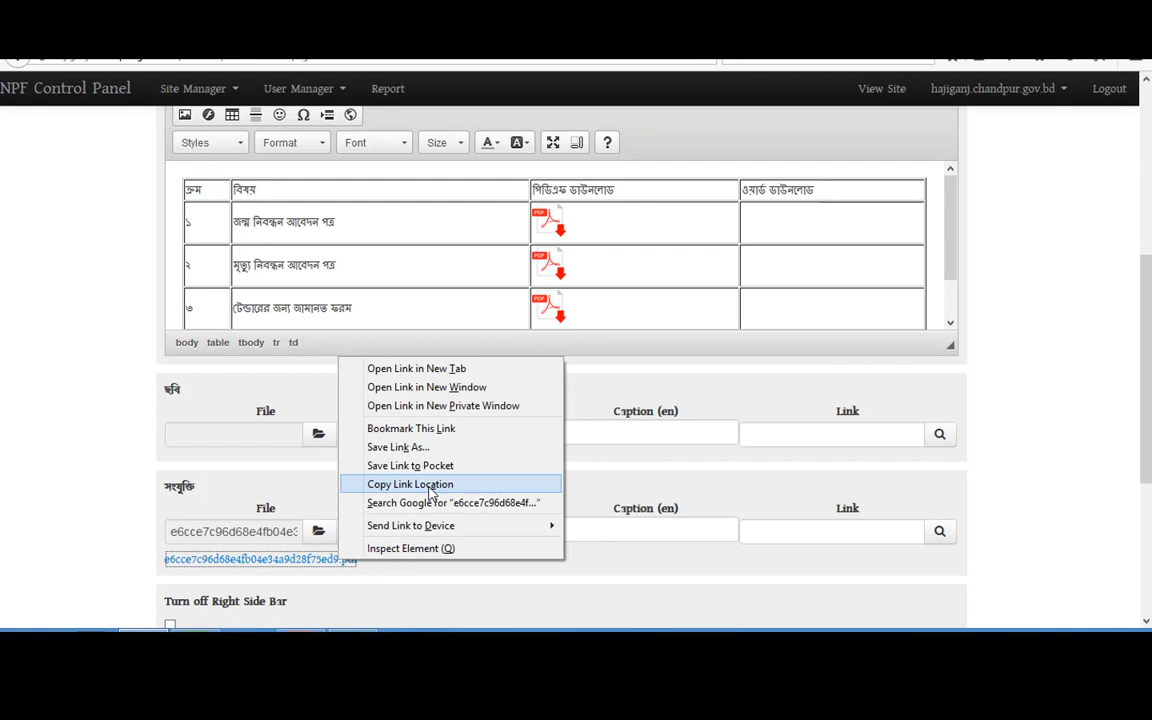 NPF Control Panel Site Manager User Manager Report View Site hajiganj.chandpur.gov.bd Logout
Styles Format Font Size A A ?
ক্রম বিষয় পিডিএফ ডাউনলোড ওয়ার্ড ডাউনলোড
১ জন্ম নিবন্ধন আবেদন পত্র PDF
২ মৃত্যু নিবন্ধন আবেদন পত্র PDF
৩ টেন্ডারের জন্য জামানত ফরম PDF
body table tbody tr td
Open Link in New Tab
Open Link in New Window
Open Link in New Private Window
Bookmark This Link
Save Link As...
Save Link to Pocket
Copy Link Location
Search Google for "e6cce7c96d68e4f..."
Send Link to Device
Inspect Element (Q)
ছবি
File Caption (en) Link
সংযুক্তি
File Caption (en) Link
e6cce7c96d68e4fb04e3
e6cce7c96d68e4fb04e34a9d28f75ed9.pdf
Turn off Right Side Bar